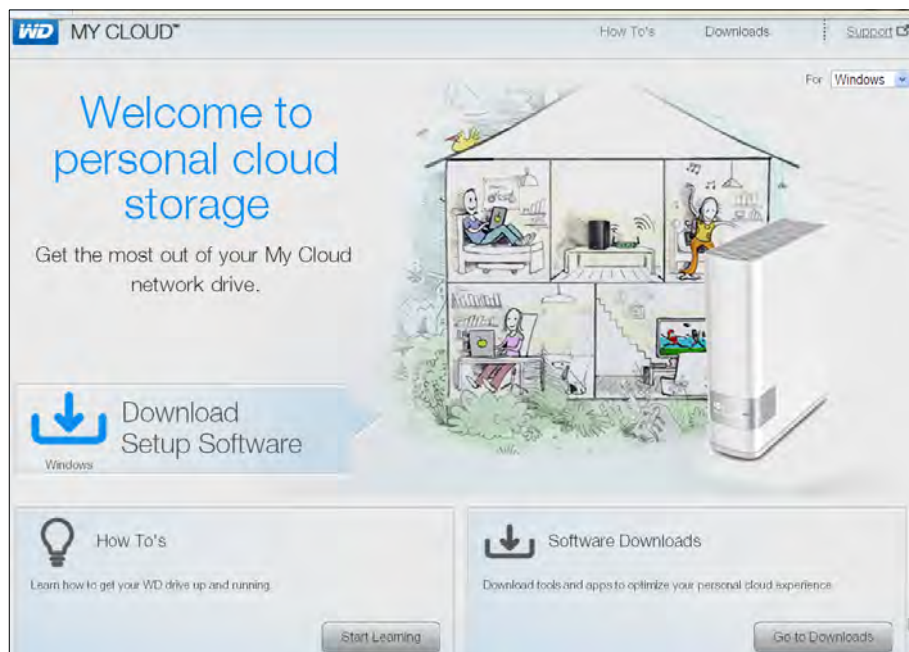 WD MY CLOUD™
How To's Downloads Support
For Windows
Welcome to
personal cloud
storage
Get the most out of your My Cloud
network drive.
Download
Setup Software
Windows
How To's
Learn how to get your WD drive up and running.
Start Learning
Software Downloads
Download tools and apps to optimize your personal cloud experience.
Go to Downloads